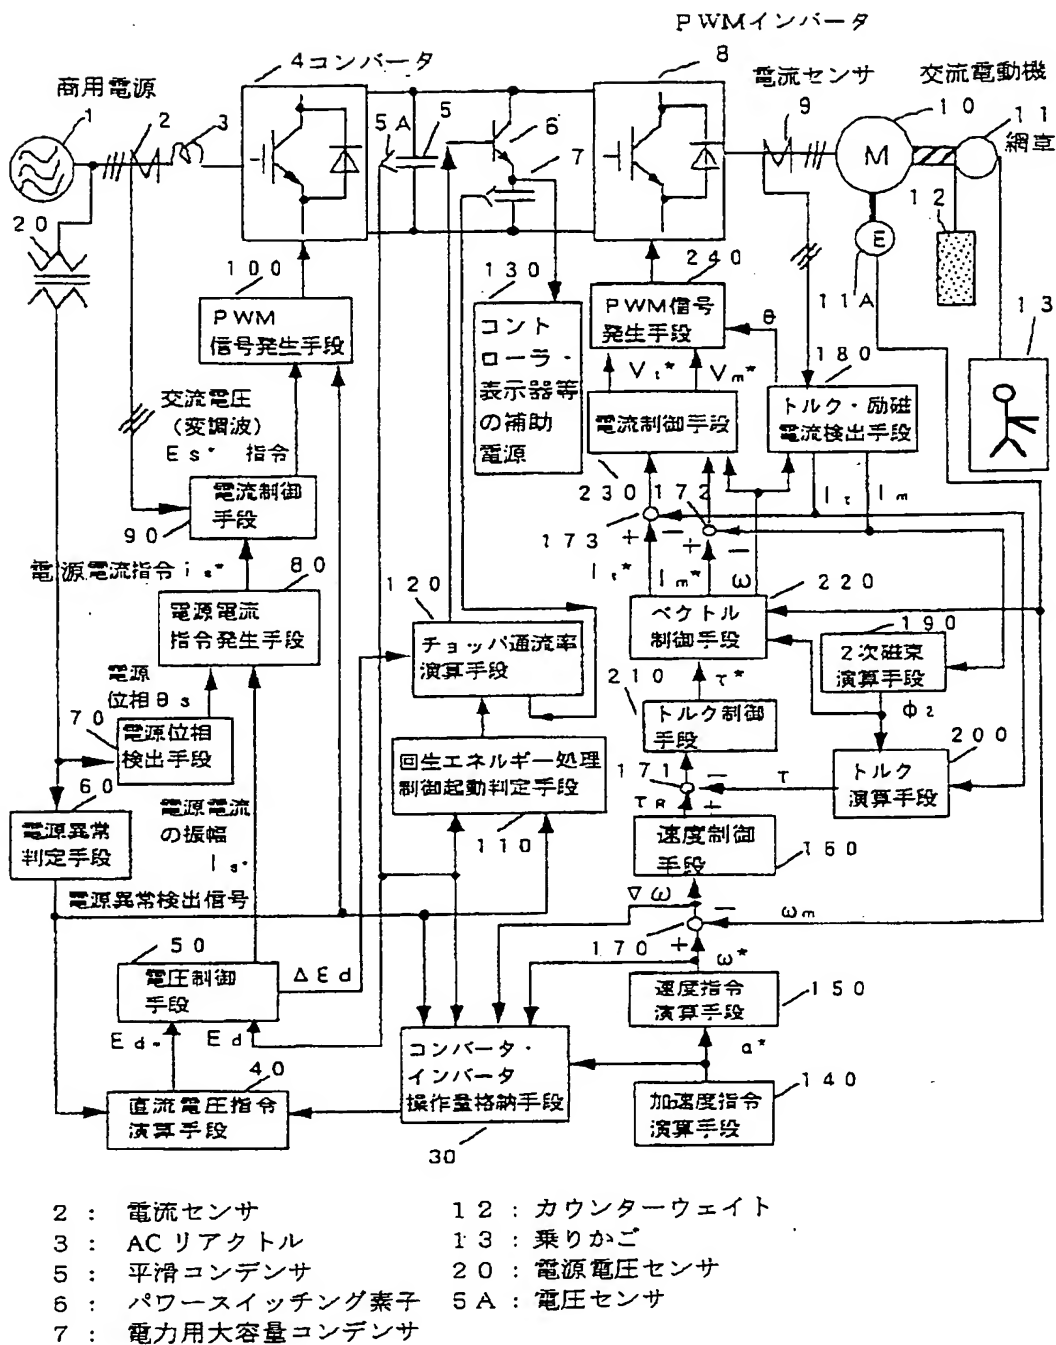 PWMインバータ
8
4コンバータ
電流センサ
9
交流電動機
10
11
綱車
商用電源
1
2
3
5A
5
6
7
M
E
11A
12
13
20
100
PWM
信号発生手段
130
コント
ローラ・
表示器等
の補助
電源
240
PWM信号
発生手段
θ
Vτ* Vm*
180
電流制御手段
トルク・励磁
電流検出手段
交流電圧
(変調波)
Es* 指令
230
172
Iτ Im
電流制御
手段
90
173
+ −
+ −
Iτ* Im* ω
電源電流指令is*
80
120
220
電源電流
指令発生手段
チョッパ通流率
演算手段
ベクトル
制御手段
190
2次磁束
演算手段
電源
位相θs
210
τ*
φ2
70
電源位相
検出手段
トルク制御
手段
200
回生エネルギー処理
制御起動判定手段
171
−
τ
トルク
演算手段
60
τR +
電源異常
判定手段
電源電流
の振幅
Is*
110
速度制御
手段
160
電源異常検出信号
▽ω
−
ωm
170
+
ω*
50
電圧制御
手段
ΔEd
速度指令
演算手段
150
Ed* Ed
コンバータ・
インバータ
操作量格納手段
a*
40
直流電圧指令
演算手段
加速度指令
演算手段
140
30
2 : 電流センサ
3 : ACリアクトル
5 : 平滑コンデンサ
6 : パワースイッチング素子
7 : 電力用大容量コンデンサ
12 : カウンターウェイト
13 : 乗りかご
20 : 電源電圧センサ
5A : 電圧センサ